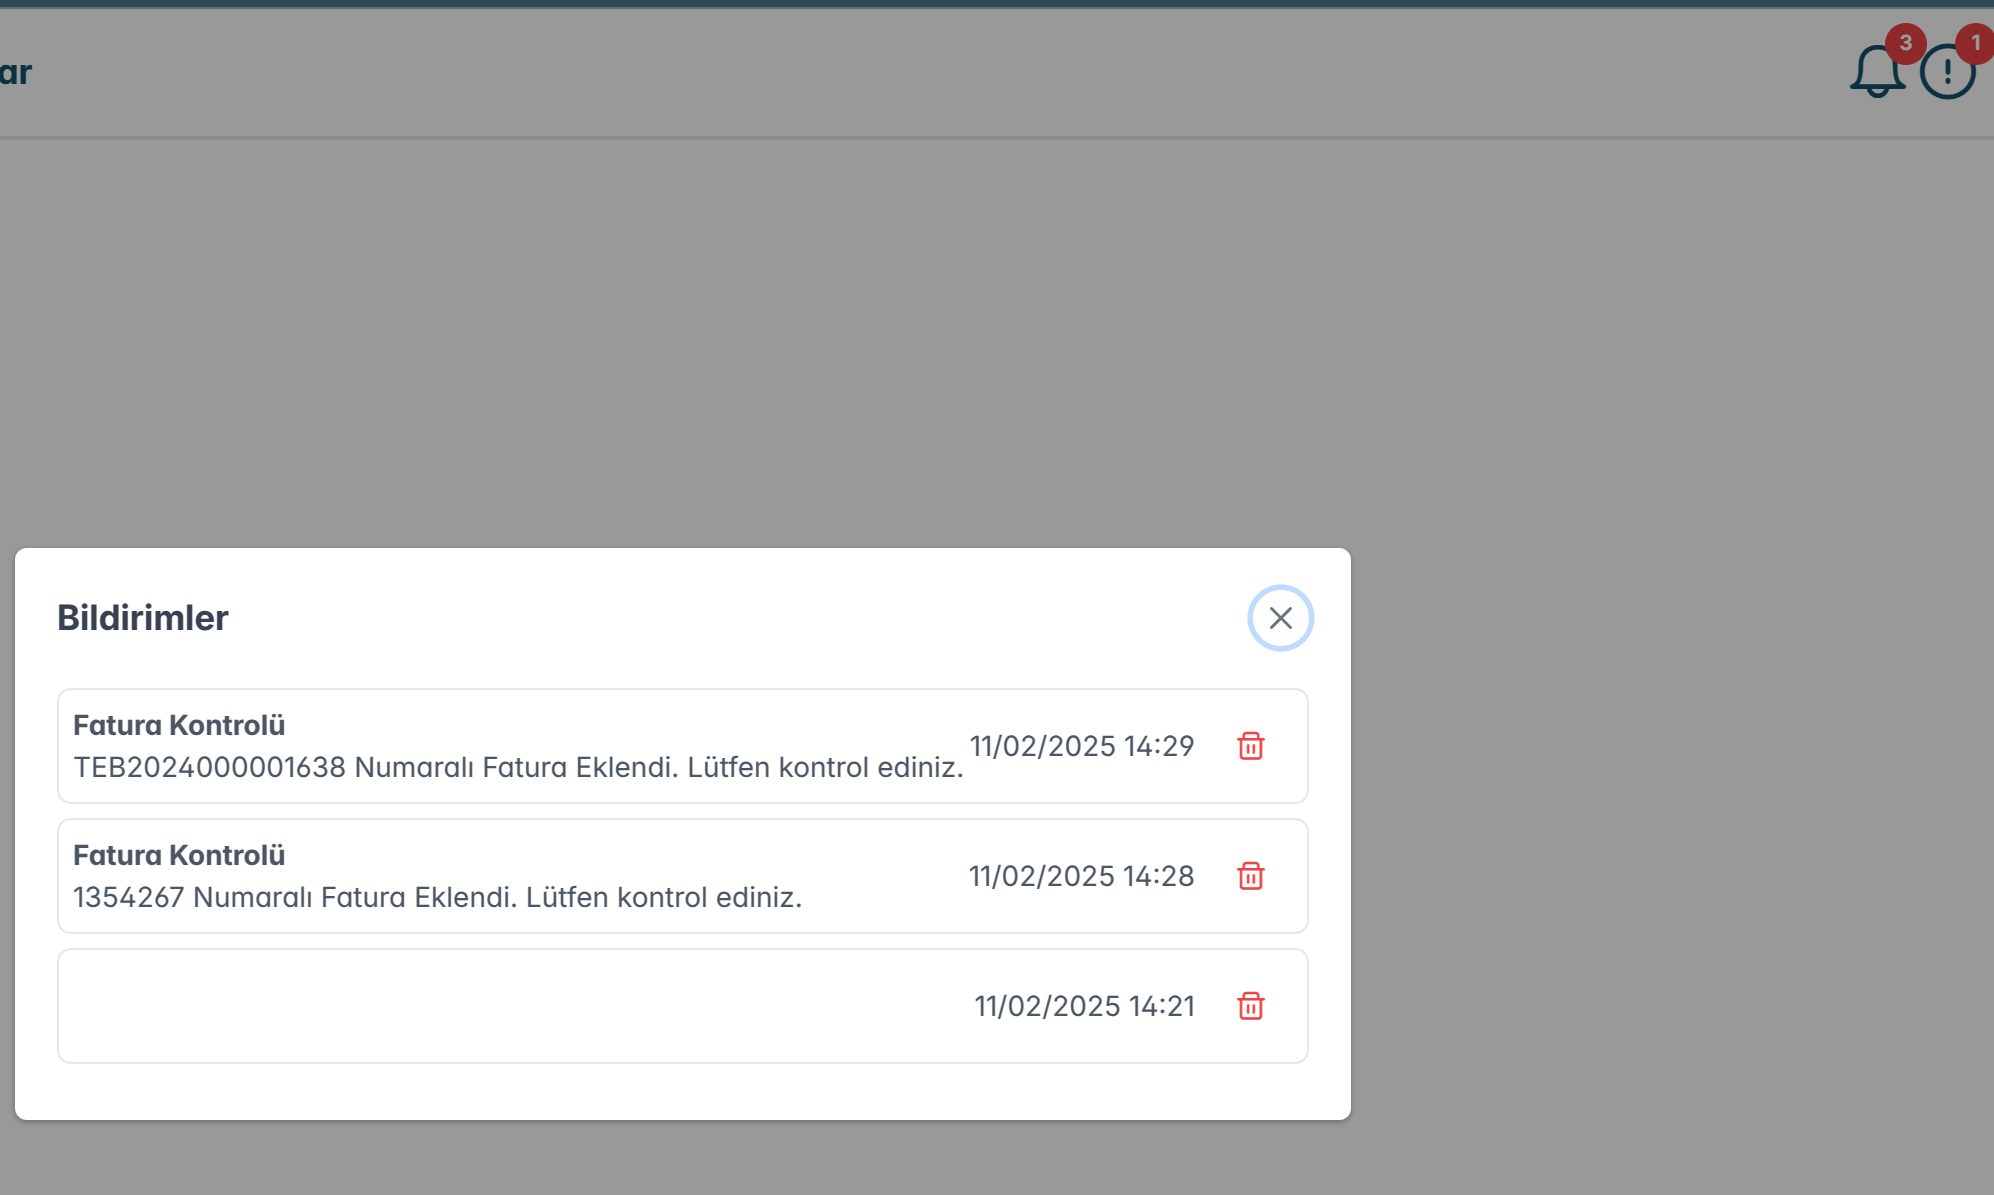 ar
3
1
Bildirimler
Fatura Kontrolü
TEB2024000001638 Numaralı Fatura Eklendi. Lütfen kontrol ediniz.
11/02/2025 14:29
Fatura Kontrolü
1354267 Numaralı Fatura Eklendi. Lütfen kontrol ediniz.
11/02/2025 14:28
11/02/2025 14:21